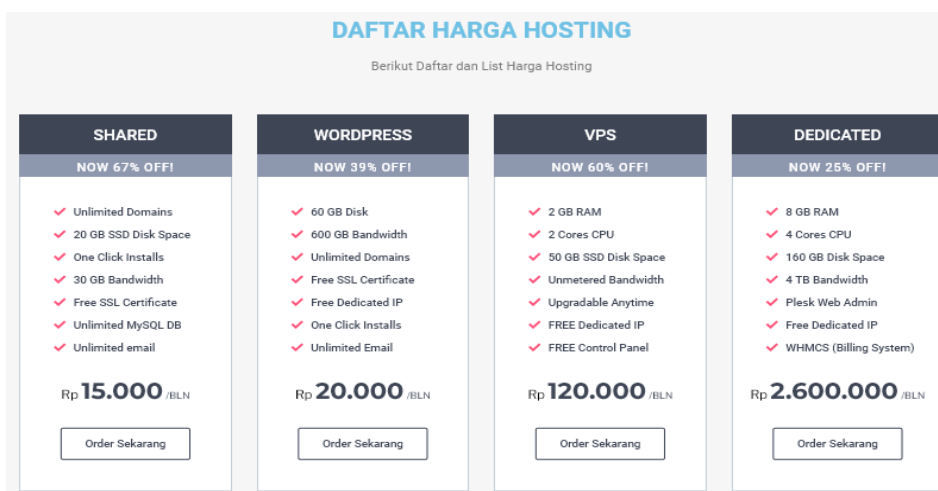 DAFTAR HARGA HOSTING
Berikut Daftar dan List Harga Hosting
SHARED
NOW 67% OFF!
Unlimited Domains
20 GB SSD Disk Space
One Click Installs
30 GB Bandwidth
Free SSL Certificate
Unlimited MySQL DB
Unlimited email
Rp 15.000 /BLN
Order Sekarang
WORDPRESS
NOW 39% OFF!
60 GB Disk
600 GB Bandwidth
Unlimited Domains
Free SSL Certificate
Free Dedicated IP
One Click Installs
Unlimited Email
Rp 20.000 /BLN
Order Sekarang
VPS
NOW 60% OFF!
2 GB RAM
2 Cores CPU
50 GB SSD Disk Space
Unmetered Bandwidth
Upgradable Anytime
FREE Dedicated IP
FREE Control Panel
Rp 120.000 /BLN
Order Sekarang
DEDICATED
NOW 25% OFF!
8 GB RAM
4 Cores CPU
160 GB Disk Space
4 TB Bandwidth
Plesk Web Admin
Free Dedicated IP
WHMCS (Billing System)
Rp 2.600.000 /BLN
Order Sekarang